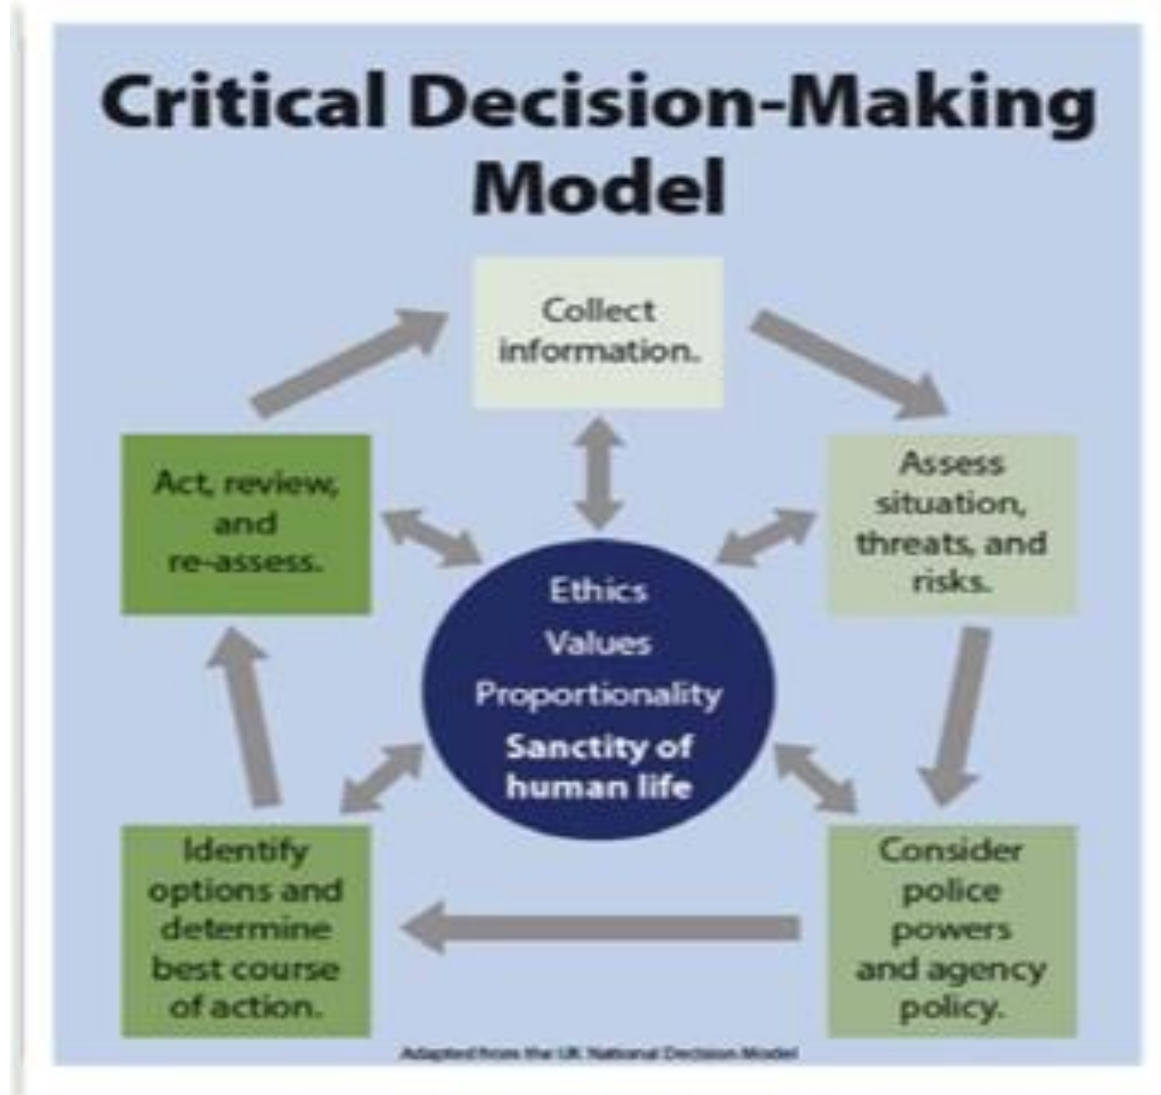 Critical Decision-Making
Model
Collect
information.
Assess
situation,
threats, and
risks.
Consider
police
powers
and agency
policy.
Identify
options and
determine
best course
of action.
Act, review,
and
re-assess.
Ethics
Values
Proportionality
Sanctity of
human life
Adapted from the UK National Decision Model